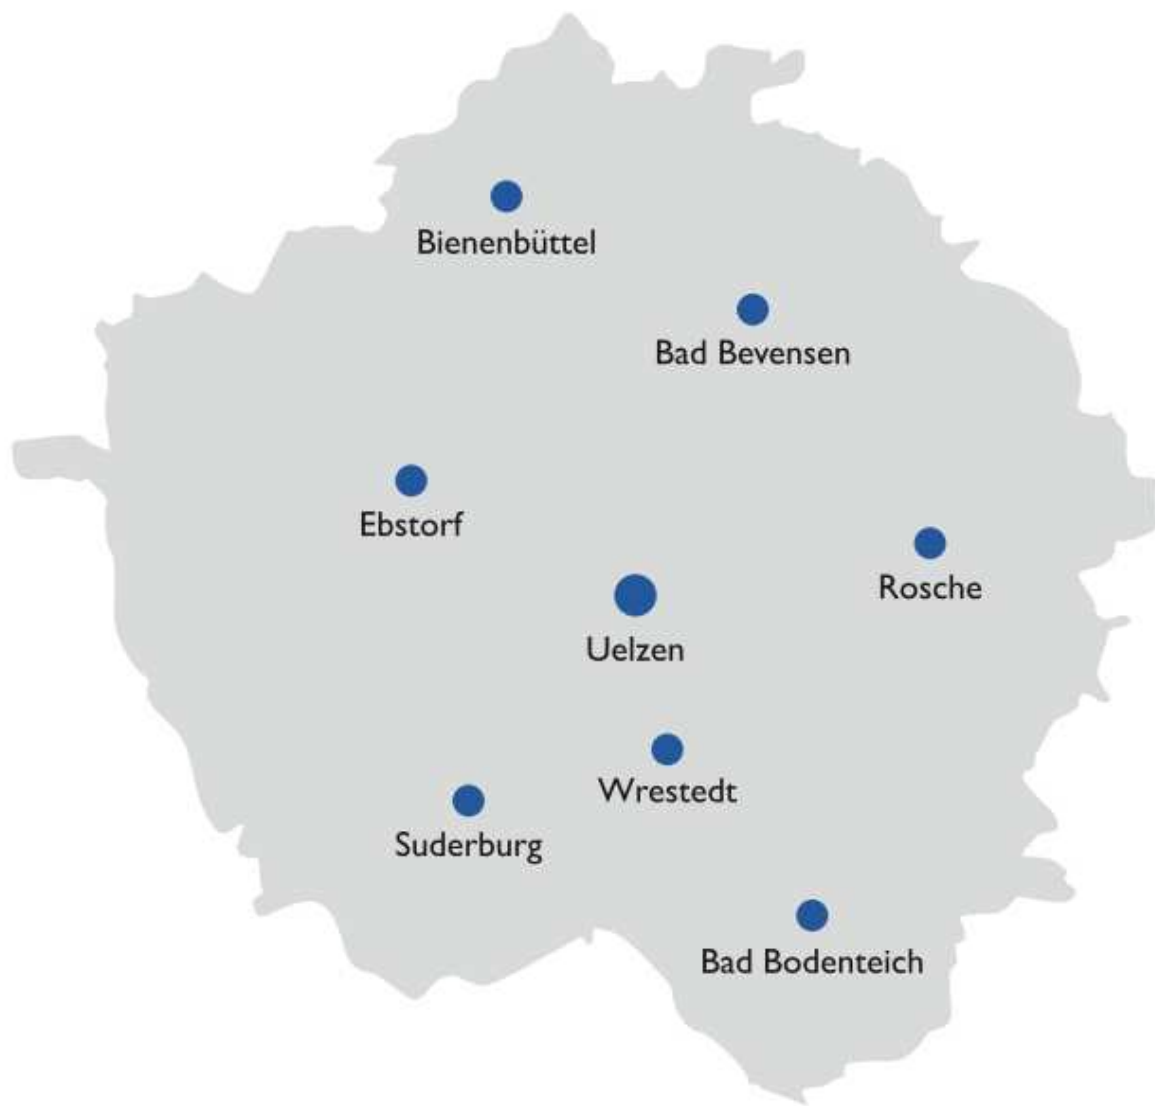 Bienenbüttel
Bad Bevensen
Ebstorf
Rosche
Uelzen
Wrestedt
Suderburg
Bad Bodenteich